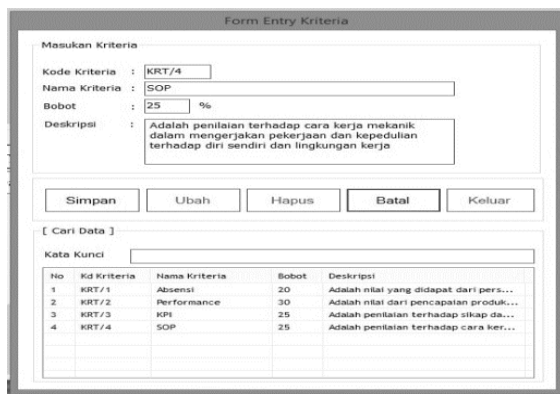 Form Entry Kriteria
Masukan Kriteria
Kode Kriteria : KRT/4
Nama Kriteria : SOP
Bobot : 25 %
Deskripsi : Adalah penilaian terhadap cara kerja mekanik
dalam mengerjakan pekerjaan dan kepedulian
terhadap diri sendiri dan lingkungan kerja
Simpan Ubah Hapus Batal Keluar
[ Cari Data ]
Kata Kunci
No Kd Kriteria Nama Kriteria Bobot Deskripsi
1 KRT/1 Absensi 20 Adalah nilai yang didapat dari pers...
2 KRT/2 Performance 30 Adalah nilai dari pencapaian produk...
3 KRT/3 KPI 25 Adalah penilaian terhadap sikap da...
4 KRT/4 SOP 25 Adalah penilaian terhadap cara ker...